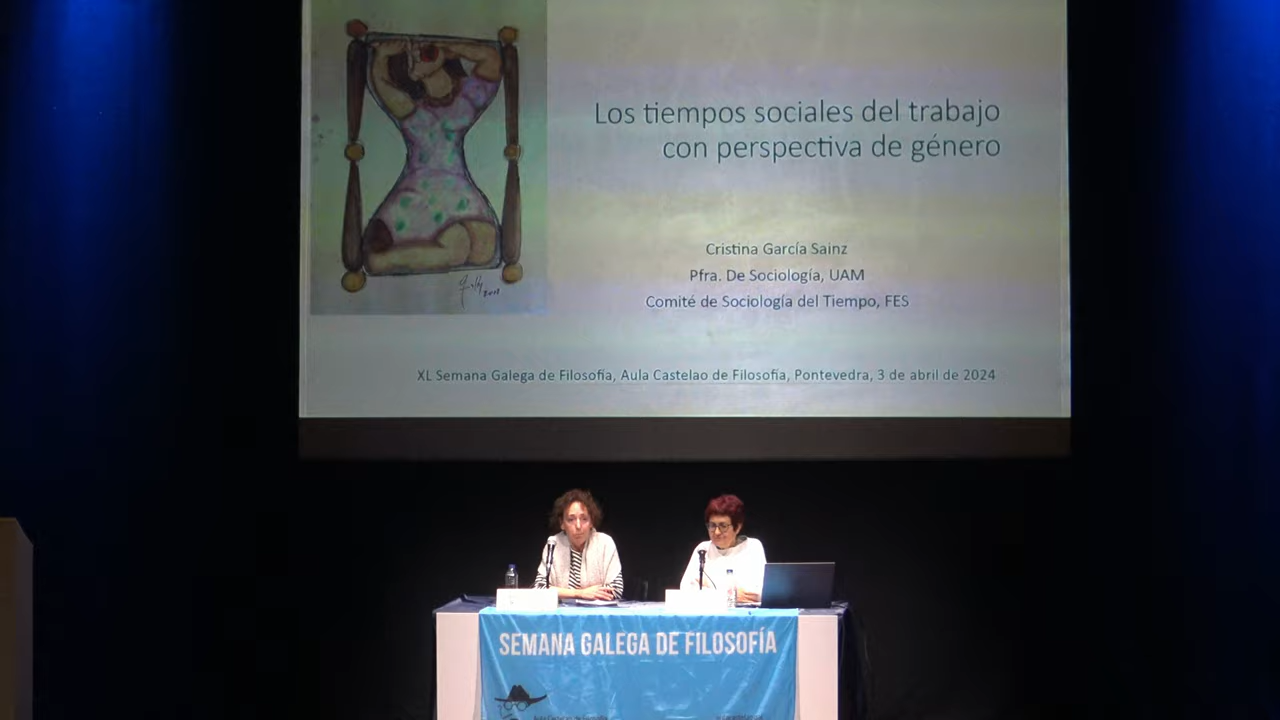 Los tiempos sociales del trabajo
con perspectiva de género
Cristina García Sainz
Pfra. De Sociología, UAM
Comité de Sociología del Tiempo, FES
XL Semana Galega de Filosofía, Aula Castelao de Filosofía, Pontevedra, 3 de abril de 2024
SEMANA GALEGA DE FILOSOFÍA